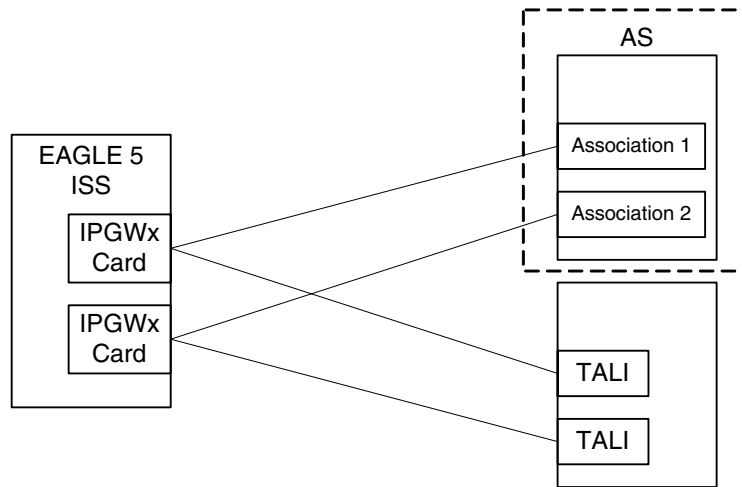 AS
Association 1
Association 2
EAGLE 5
ISS
IPGWx
Card
IPGWx
Card
TALI
TALI